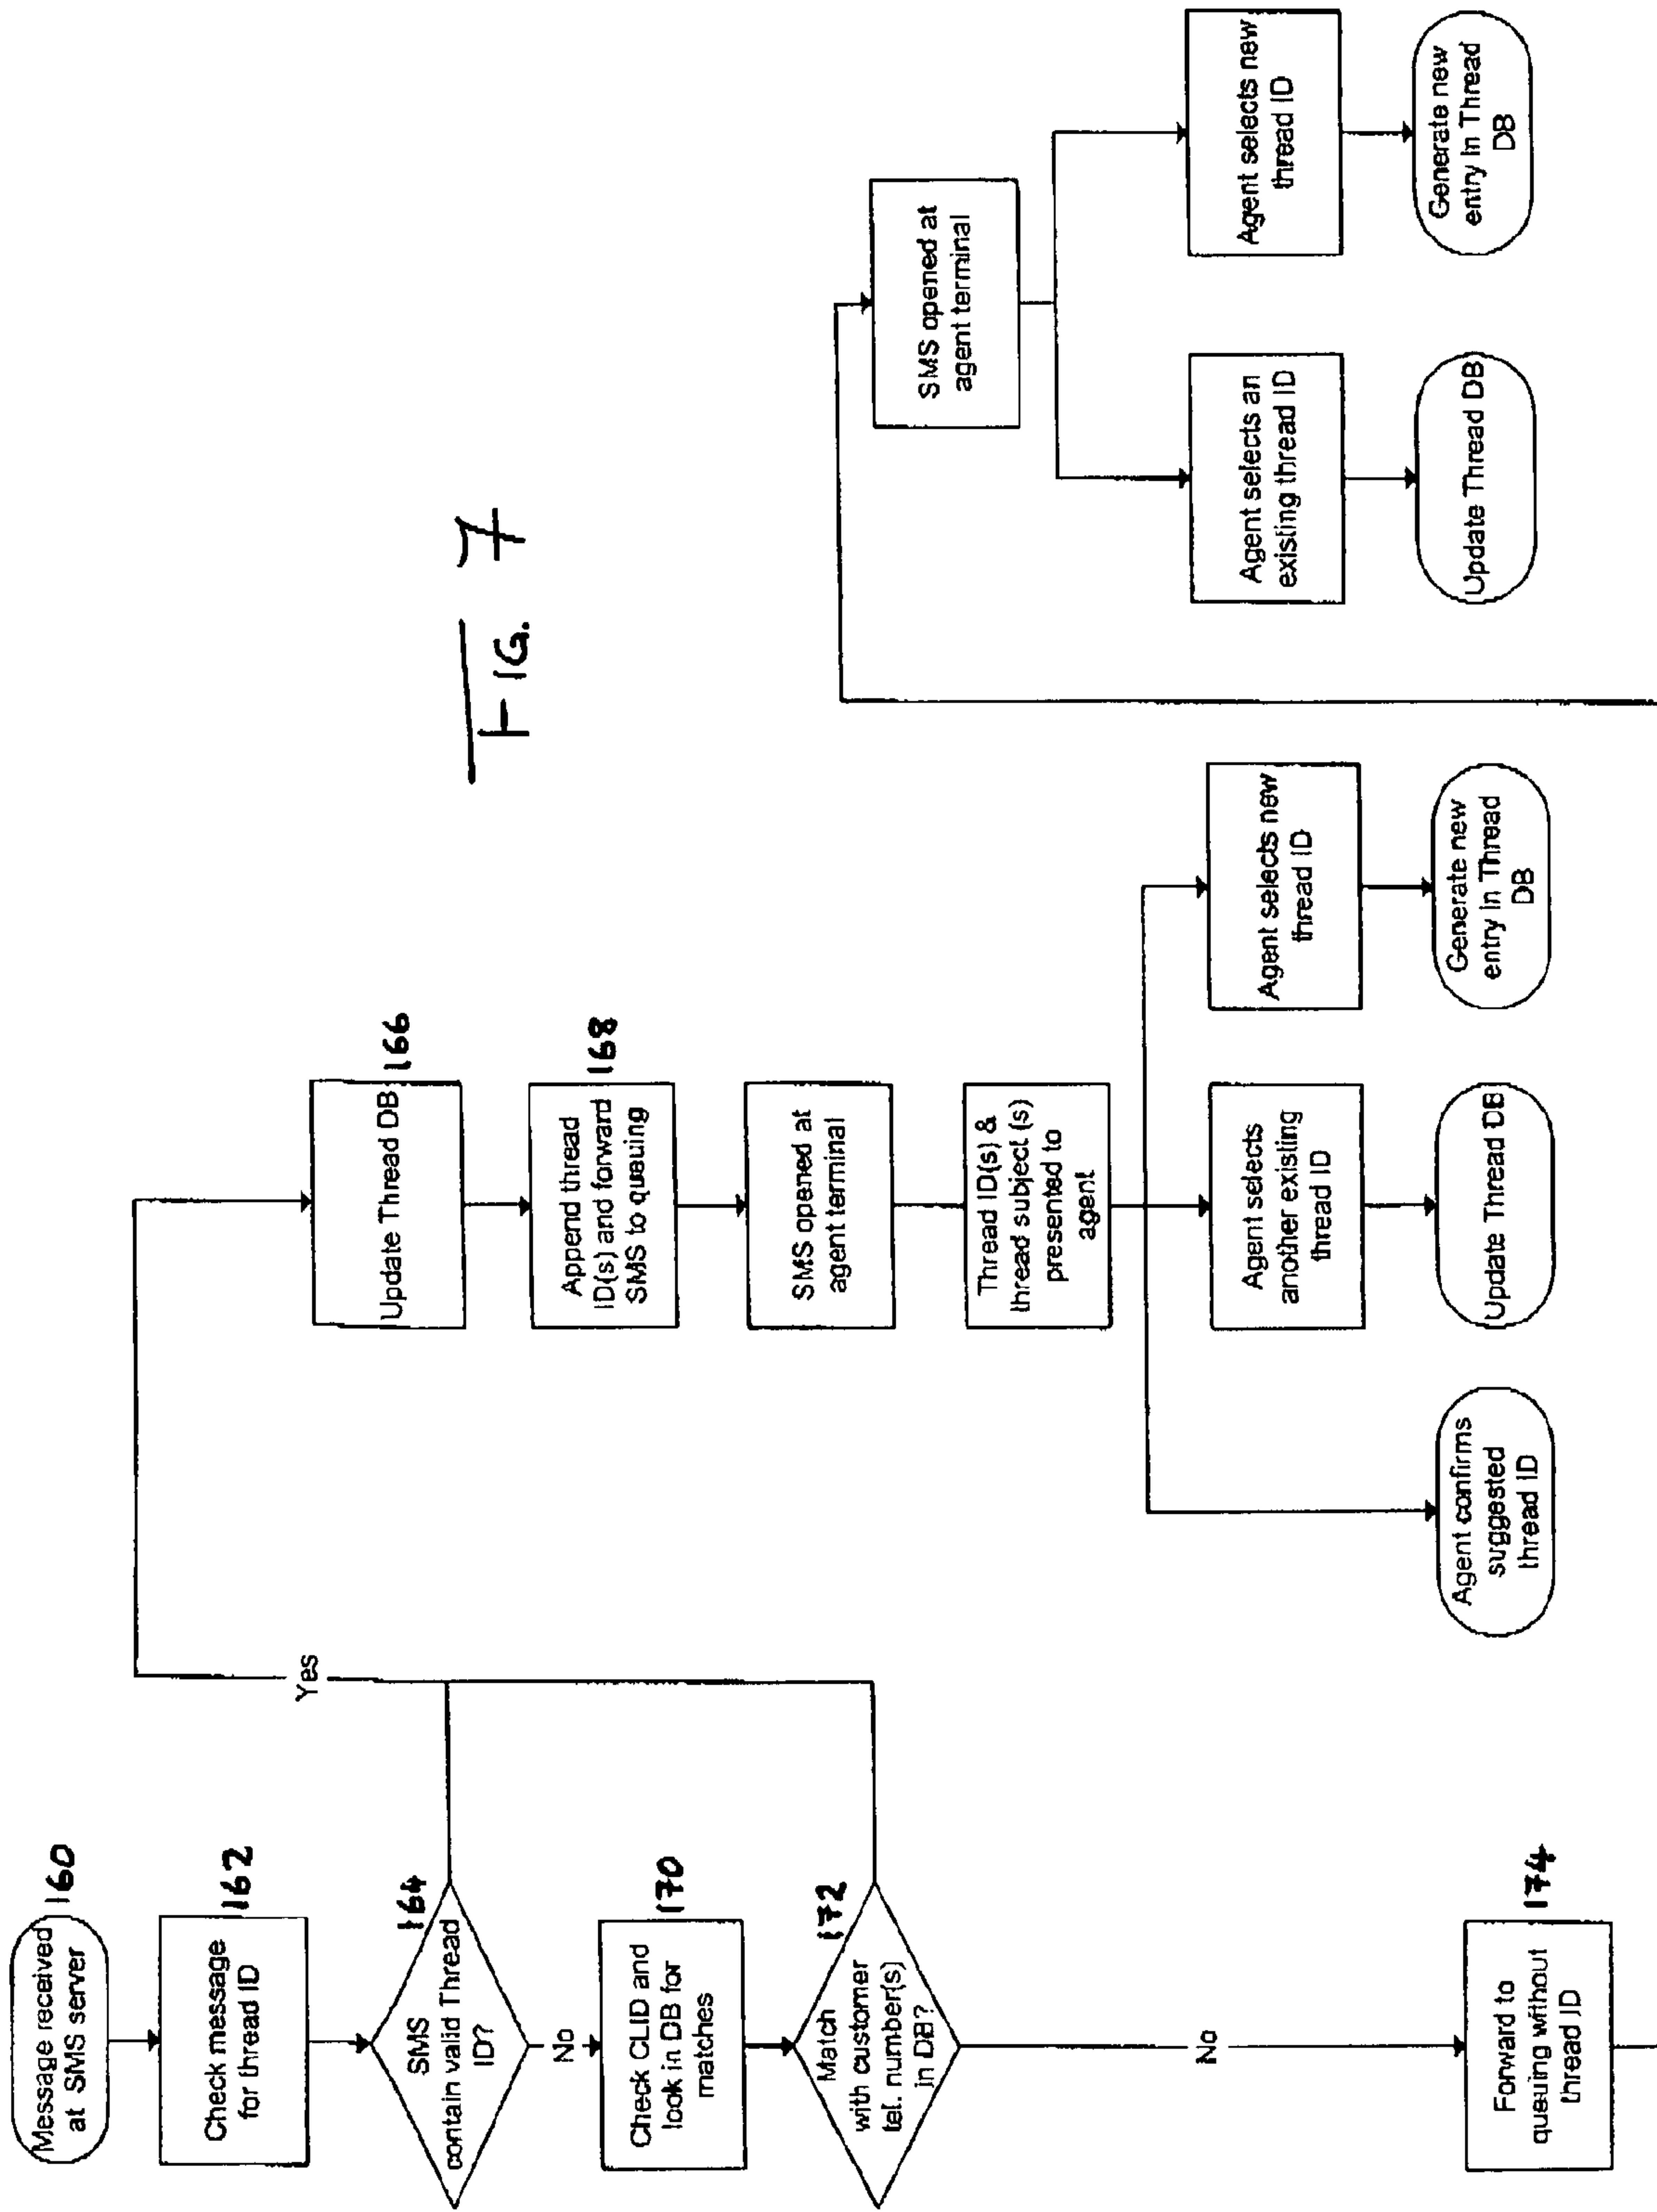 Message received
at SMS server
160
Check message
for thread ID
162
SMS
contain valid Thread
ID?
164
Yes
No
Check CLID and
look in DB for
matches
170
Match
with customer
tel. number(s)
in DB?
172
No
Forward to
queuing without
thread ID
174
Update Thread DB
166
Append thread
ID(s) and forward
SMS to queuing
168
SMS opened at
agent terminal
Thread ID(s) &
thread subject (s)
presented to
agent
Agent confirms
suggested
thread ID
Agent selects
another existing
thread ID
Update Thread DB
Agent selects new
thread ID
Generate new
entry in Thread
DB
FIG. 7
SMS opened at
agent terminal
Agent selects an
existing thread ID
Update Thread DB
Agent selects new
thread ID
Generate new
entry in Thread
DB